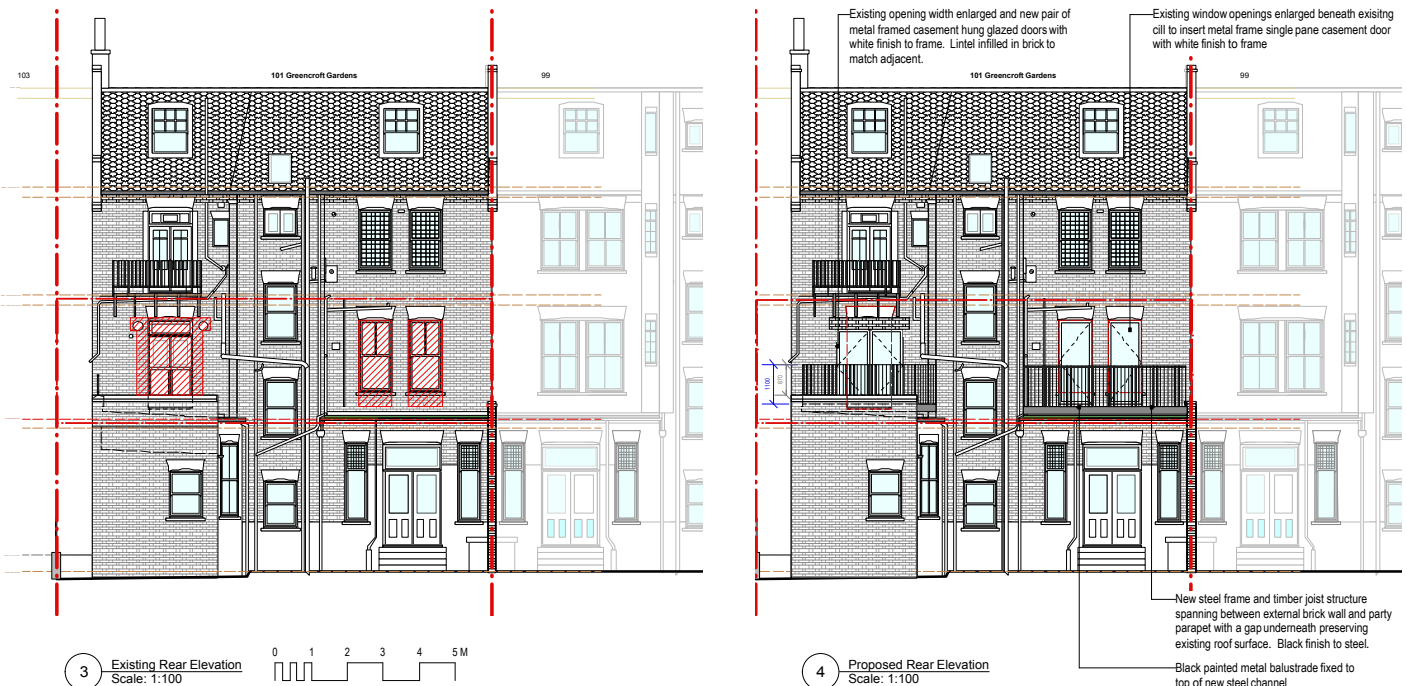 Existing opening width enlarged and new pair of
metal framed casement hung glazed doors with
white finish to frame. Lintel infilled in brick to
match adjacent.
Existing window openings enlarged beneath exisitng
cill to insert metal frame single pane casement door
with white finish to frame
103
101 Greencroft Gardens
99
101 Greencroft Gardens
99
1100
870
New steel frame and timber joist structure
spanning between external brick wall and party
parapet with a gap underneath preserving
existing roof surface. Black finish to steel.
Black painted metal balustrade fixed to
top of new steel channel
3
Existing Rear Elevation
Scale: 1:100
0 1 2 3 4 5 M
4
Proposed Rear Elevation
Scale: 1:100